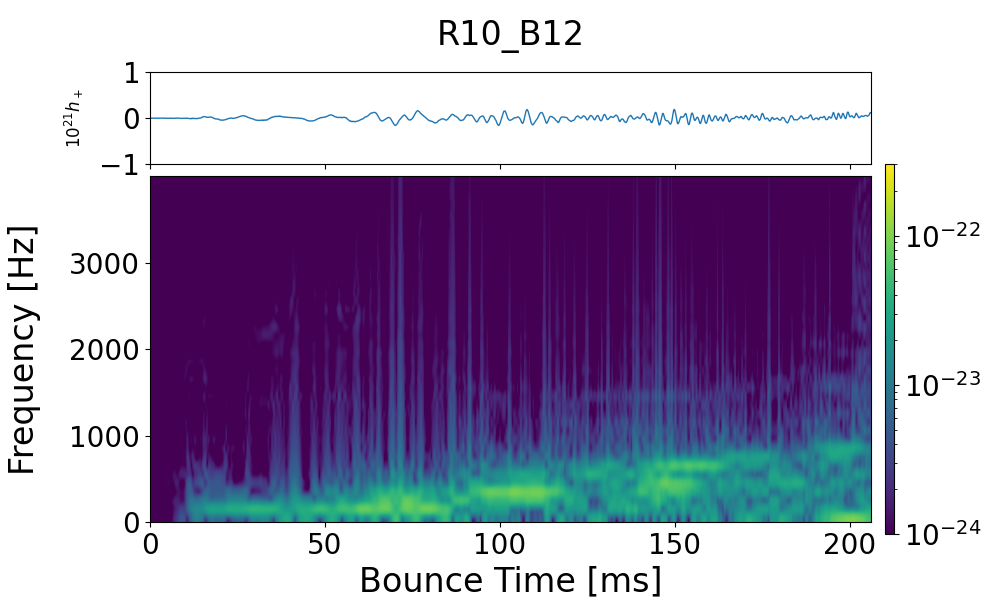 R10_B12
1
0
−1
10²¹h₊
3000
2000
1000
0
Frequency [Hz]
0 50 100 150 200
Bounce Time [ms]
10⁻²²
10⁻²³
10⁻²⁴